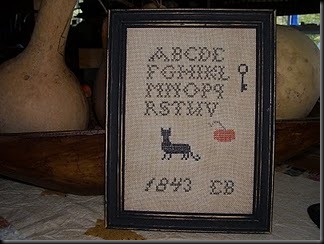 ABCDE
FGHIKL
MNOPQ
RSTUV
1843 EB